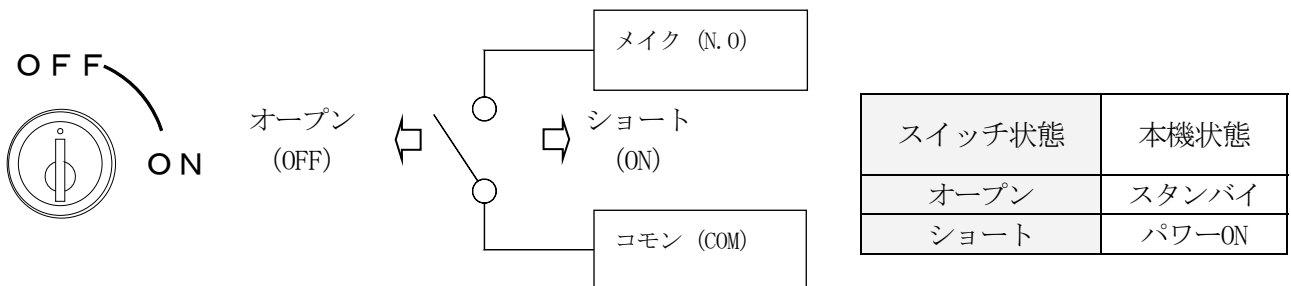 OFF
ON
オープン
(OFF)
ショート
(ON)
メイク (N.O)
コモン (COM)
スイッチ状態 本機状態
オープン スタンバイ
ショート パワーON